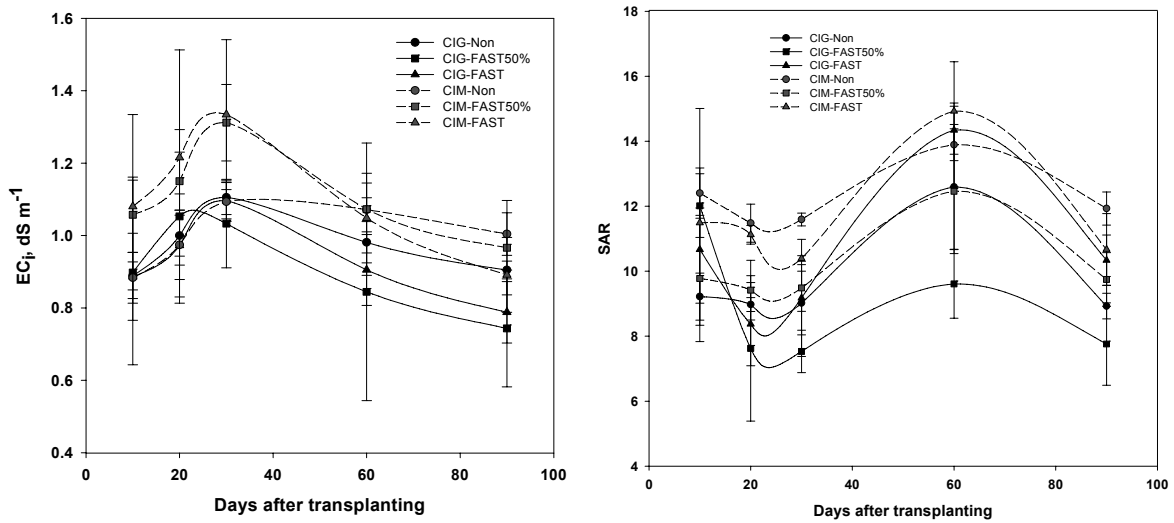 1.6
1.4
1.2
1.0
0.8
0.6
0.4
ECi, dS m-1
0
20
40
60
80
100
Days after transplanting
CIG-Non
CIG-FAST50%
CIG-FAST
CIM-Non
CIM-FAST50%
CIM-FAST
18
16
14
12
10
8
6
4
SAR
0
20
40
60
80
100
Days after transplanting
CIG-Non
CIG-FAST50%
CIG-FAST
CIM-Non
CIM-FAST50%
CIM-FAST